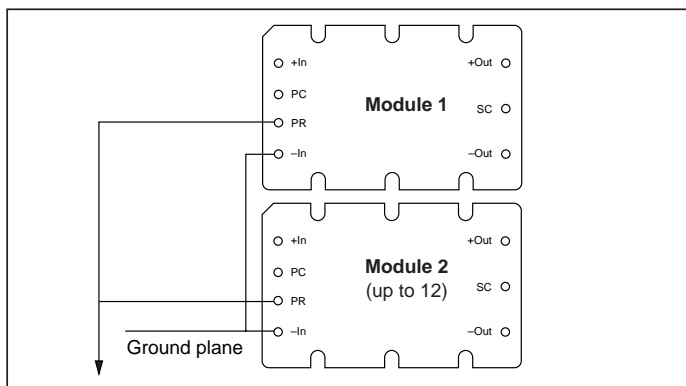 +In
+Out
PC
Module 1
SC
PR
–In
–Out
+In
+Out
PC
Module 2
(up to 12)
SC
PR
–In
–Out
Ground plane